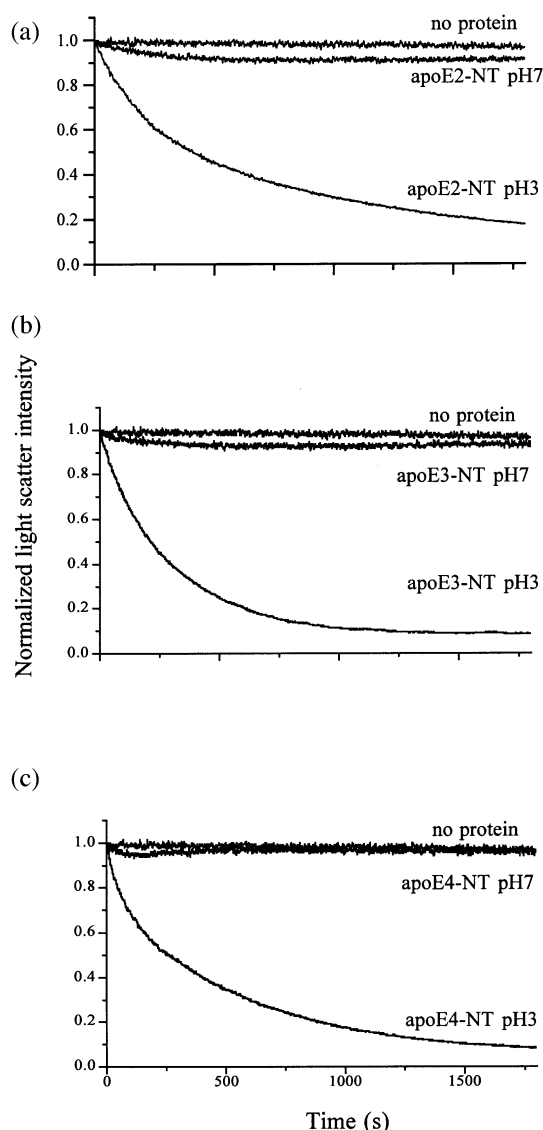 (a)
1.0
0.8
0.6
0.4
0.2
0.0
no protein
apoE2-NT pH7
apoE2-NT pH3
(b)
Normalized light scatter intensity
1.0
0.8
0.6
0.4
0.2
0.0
no protein
apoE3-NT pH7
apoE3-NT pH3
(c)
1.0
0.8
0.6
0.4
0.2
0.0
no protein
apoE4-NT pH7
apoE4-NT pH3
0 500 1000 1500
Time (s)